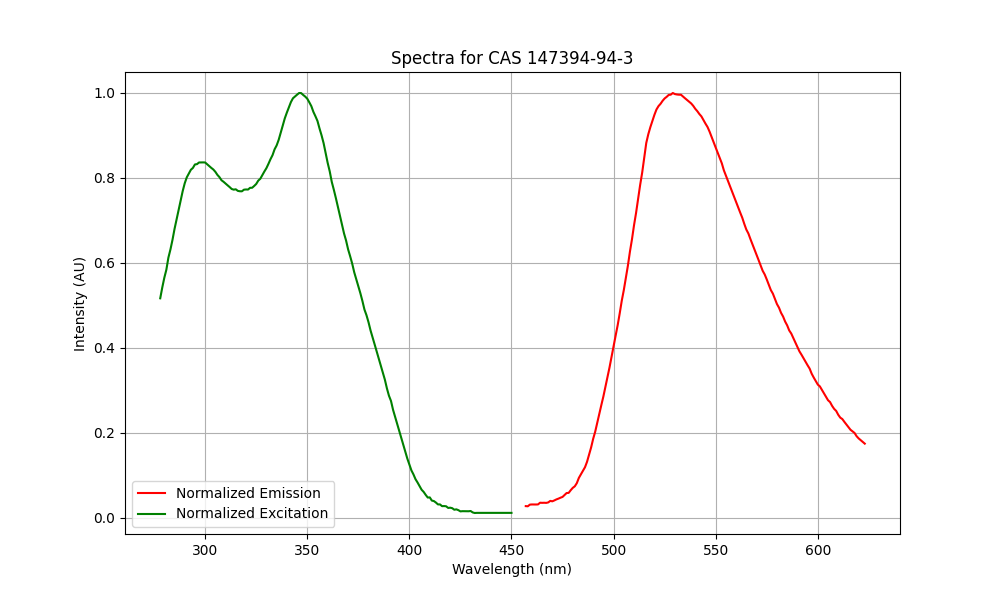 Spectra for CAS 147394-94-3
1.0
0.8
0.6
0.4
0.2
0.0
Intensity (AU)
Normalized Emission
Normalized Excitation
300 350 400 450 500 550 600
Wavelength (nm)